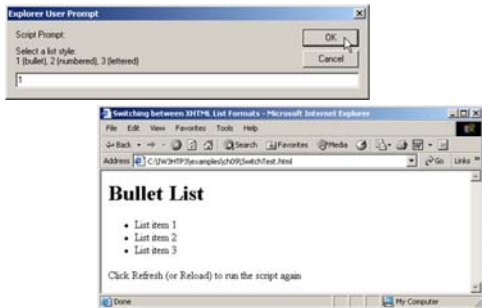 Explorer User Prompt
Script Prompt:
OK
Select a list style:
1 (bullet), 2 (numbered), 3 (lettered)
Cancel
1
Switching between XHTML List Formats - Microsoft Internet Explorer
File Edit View Favorites Tools Help
Back Search Favorites Media
Address C:\IW3HTP3\examples\ch09\SwitchTest.html Go Links »
Bullet List
• List item 1
• List item 2
• List item 3
Click Refresh (or Reload) to run the script again
Done My Computer